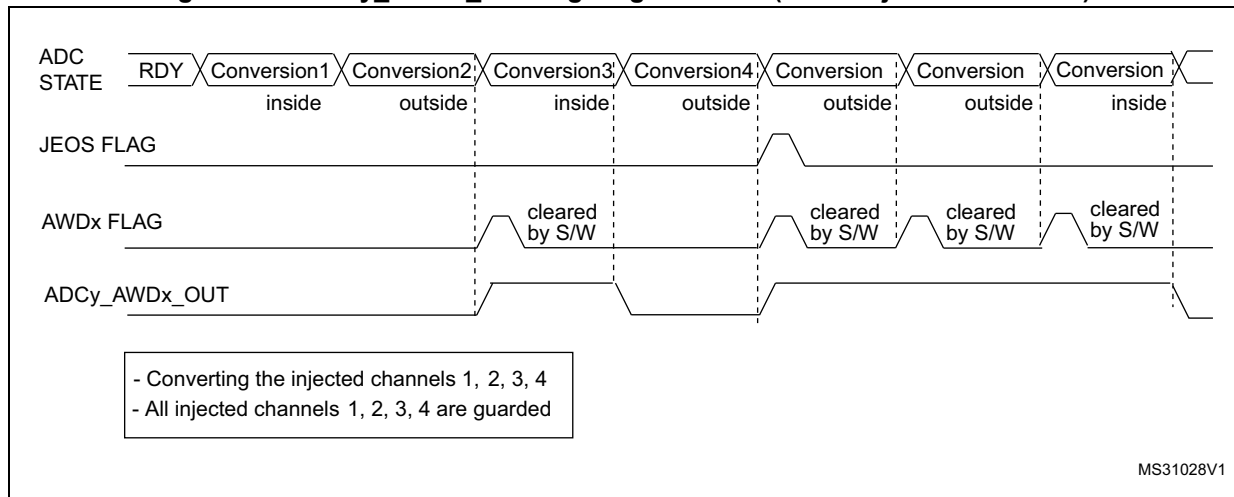 ADC
STATE
RDY Conversion1 Conversion2 Conversion3 Conversion4 Conversion Conversion Conversion
inside outside inside outside outside outside inside
JEOS FLAG
AWDx FLAG
cleared
by S/W
cleared
by S/W
cleared
by S/W
cleared
by S/W
ADCy_AWDx_OUT
- Converting the injected channels 1, 2, 3, 4
- All injected channels 1, 2, 3, 4 are guarded
MS31028V1